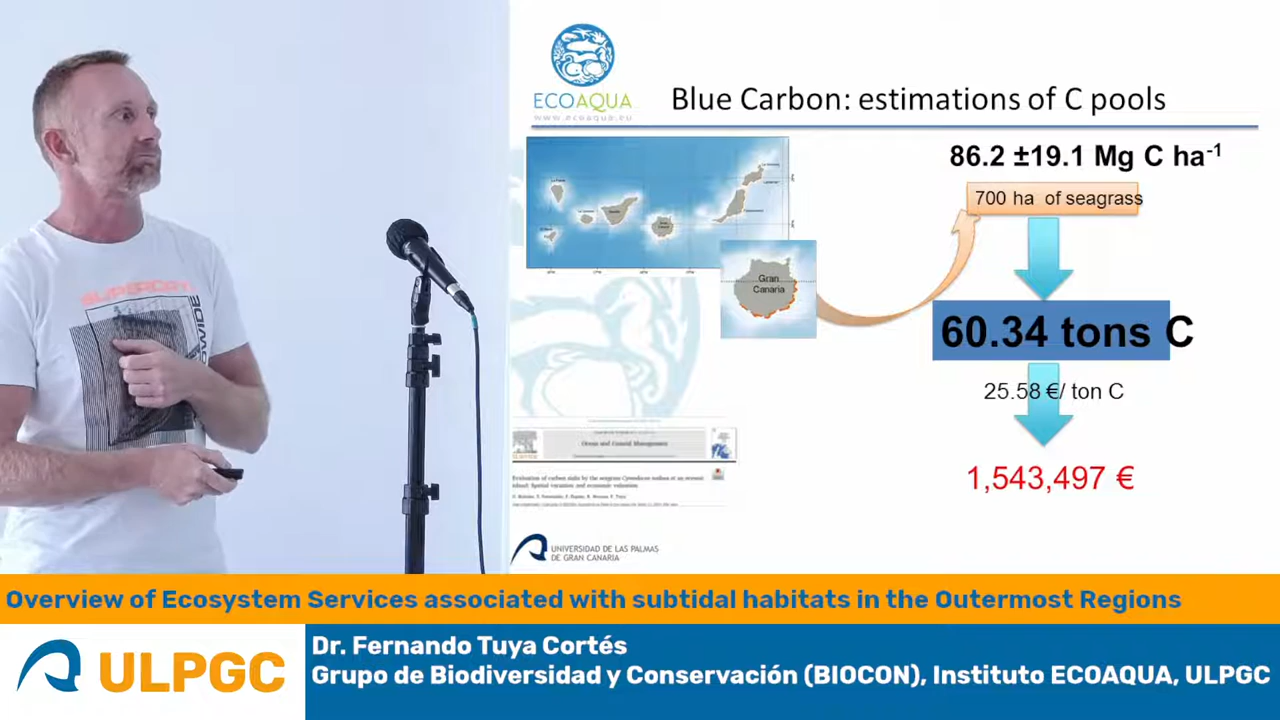 ECOAQUA
www.ecoaqua.eu
Blue Carbon: estimations of C pools
86.2 ±19.1 Mg C ha-1
700 ha of seagrass
Gran
Canaria
60.34 tons C
25.58 €/ ton C
1,543,497 €
Ocean and Coastal Management
UNIVERSIDAD DE LAS PALMAS
DE GRAN CANARIA
Overview of Ecosystem Services associated with subtidal habitats in the Outermost Regions
ULPGC
Dr. Fernando Tuya Cortés
Grupo de Biodiversidad y Conservación (BIOCON), Instituto ECOAQUA, ULPGC